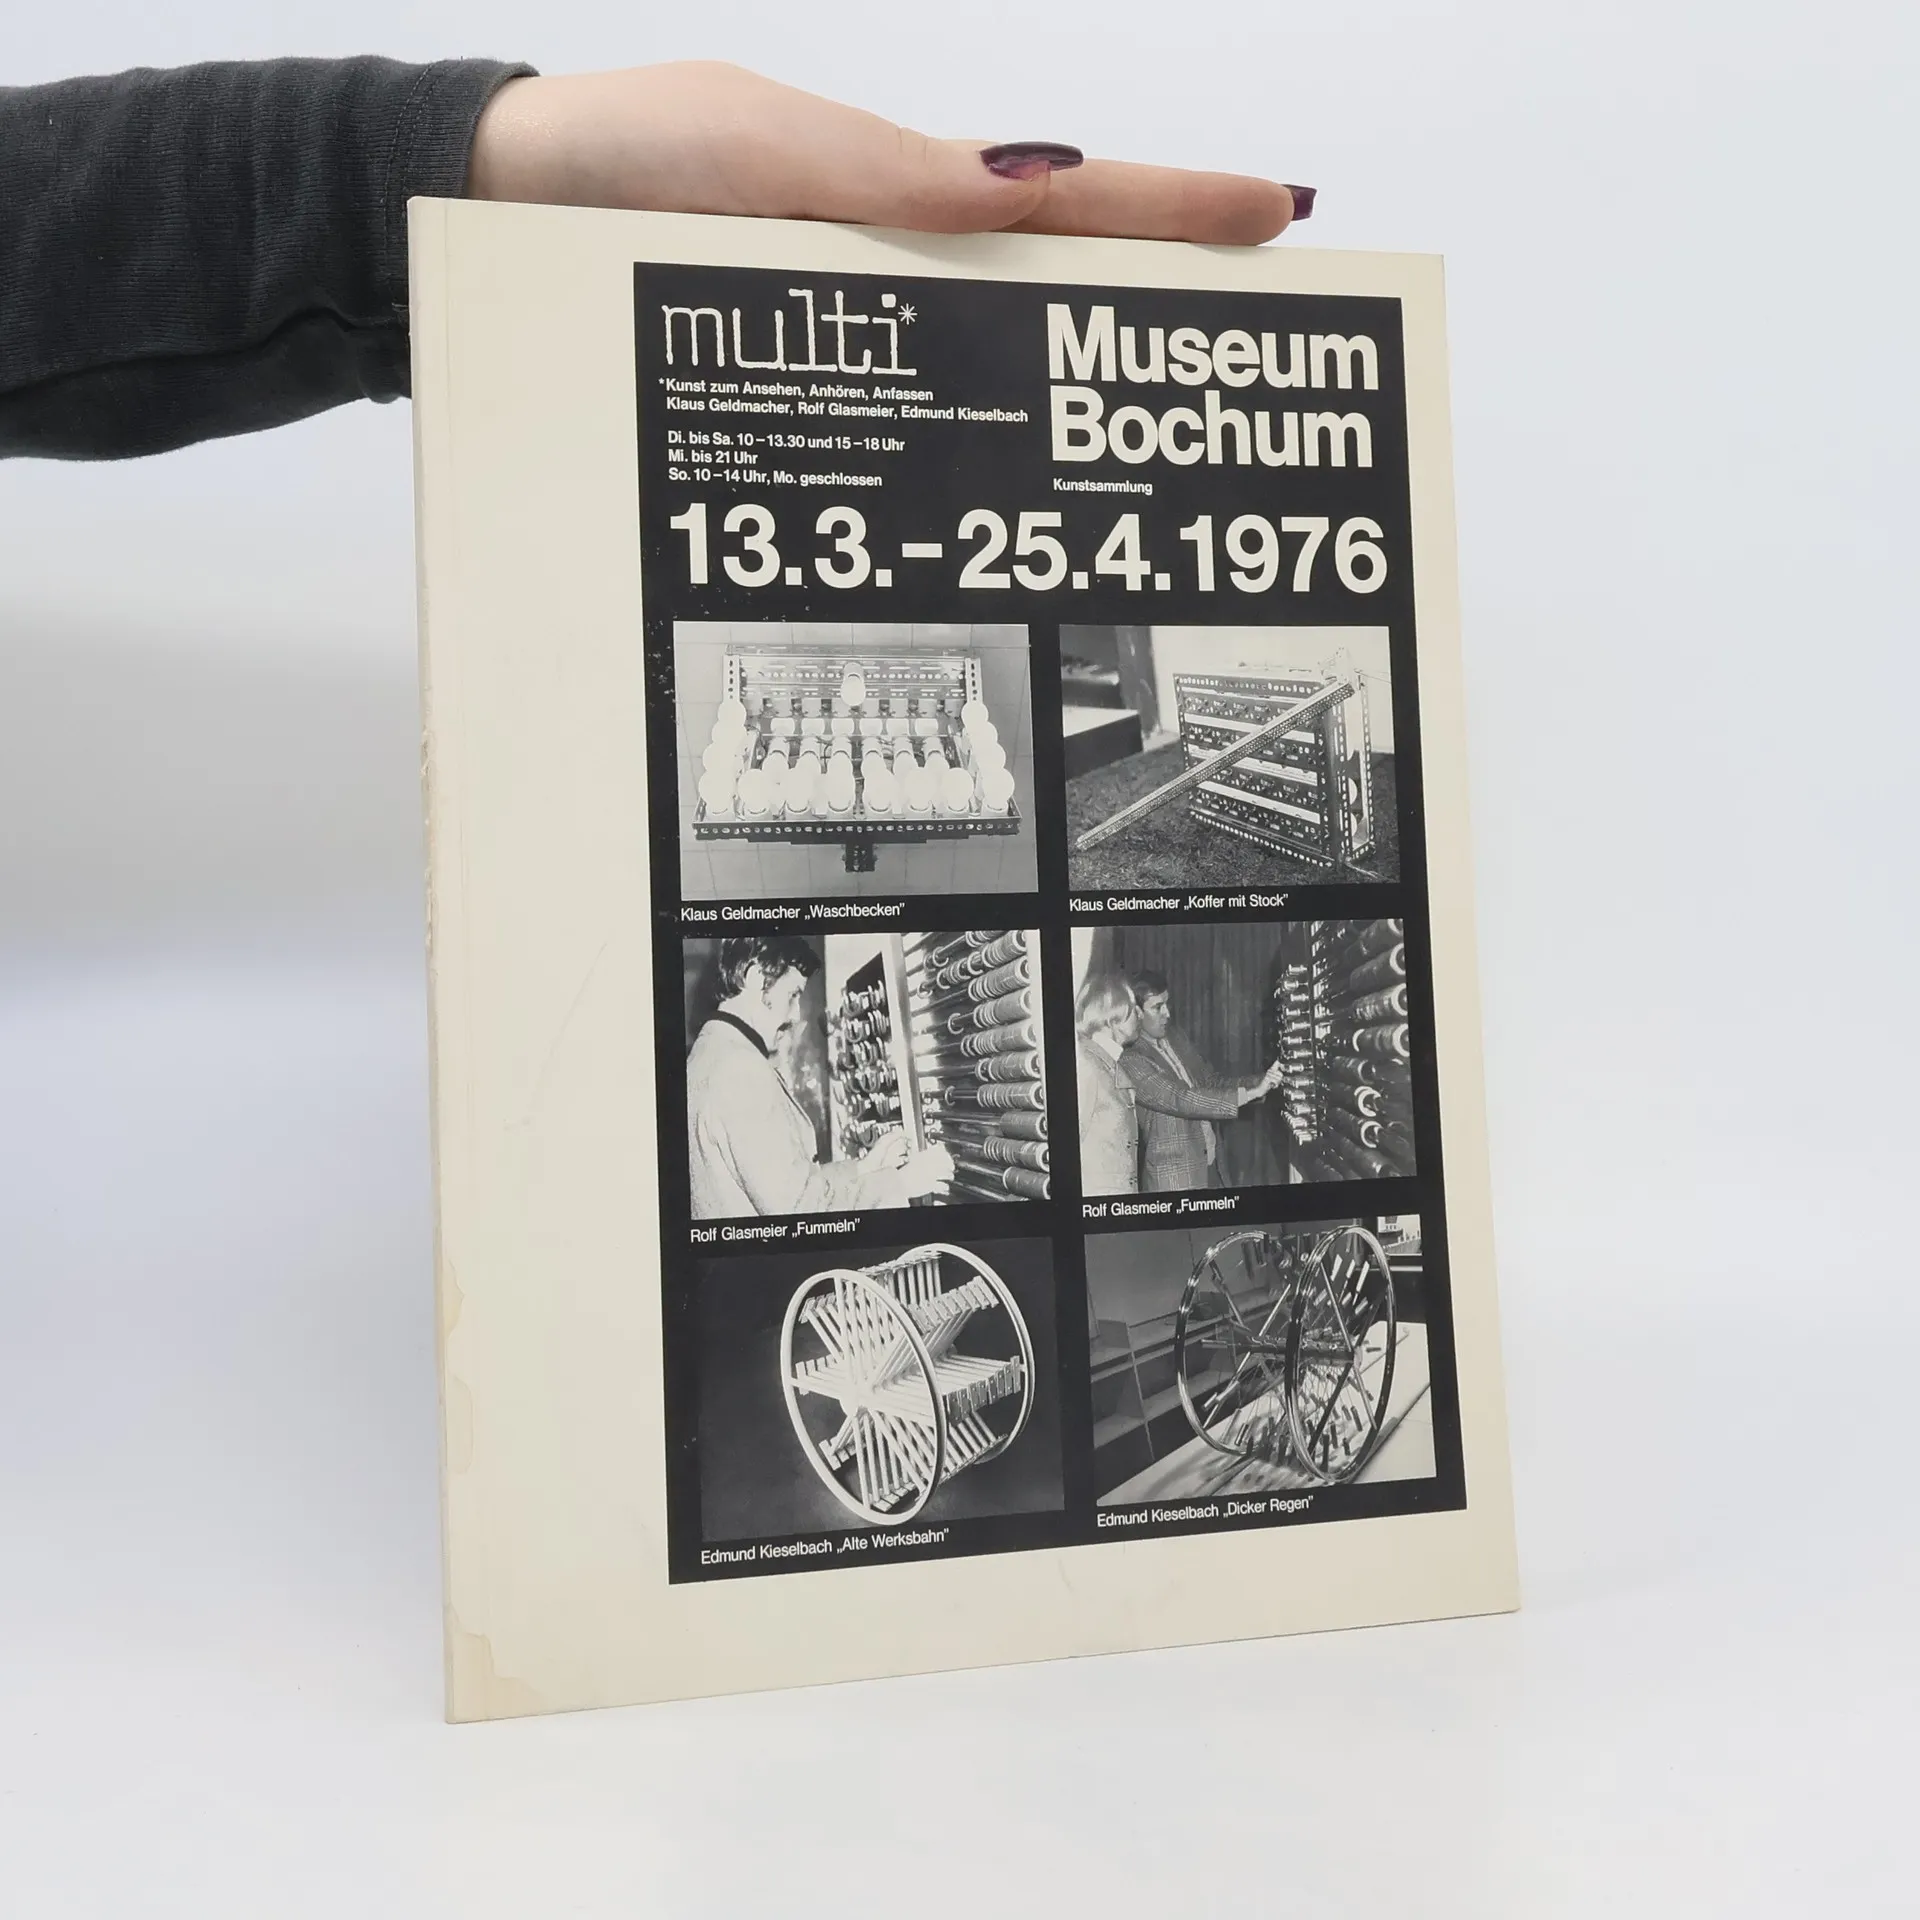 multi*
*Kunst zum Ansehen, Anhören, Anfassen
Klaus Geldmacher, Rolf Glasmeier, Edmund Kieselbach
Di. bis Sa. 10–13.30 und 15–18 Uhr
Mi. bis 21 Uhr
So. 10–14 Uhr, Mo. geschlossen
Museum
Bochum
Kunstsammlung
13.3.–25.4.1976
Klaus Geldmacher „Waschbecken”
Klaus Geldmacher „Koffer mit Stock”
Rolf Glasmeier „Fummeln”
Rolf Glasmeier „Fummeln”
Edmund Kieselbach „Alte Werksbahn”
Edmund Kieselbach „Dicker Regen”